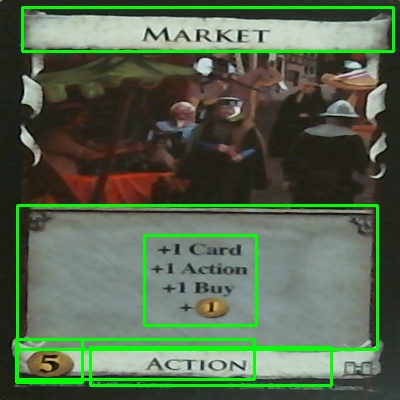 MARKET
+1 Card
+1 Action
+1 Buy
+ 1
5
ACTION